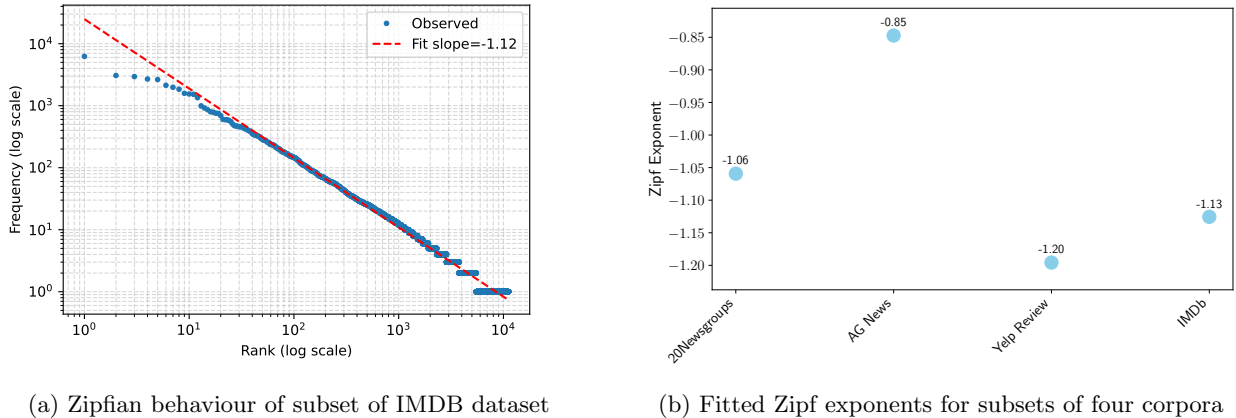 Observed
Fit slope=-1.12
10^4
10^3
10^2
10^1
10^0
Frequency (log scale)
10^0 10^1 10^2 10^3 10^4
Rank (log scale)
(a) Zipfian behaviour of subset of IMDB dataset
−0.85
−0.90
−0.95
−1.00
−1.05
−1.10
−1.15
−1.20
Zipf Exponent
-1.06
-0.85
-1.20
-1.13
20Newsgroups
AG News
Yelp Review
IMDb
(b) Fitted Zipf exponents for subsets of four corpora